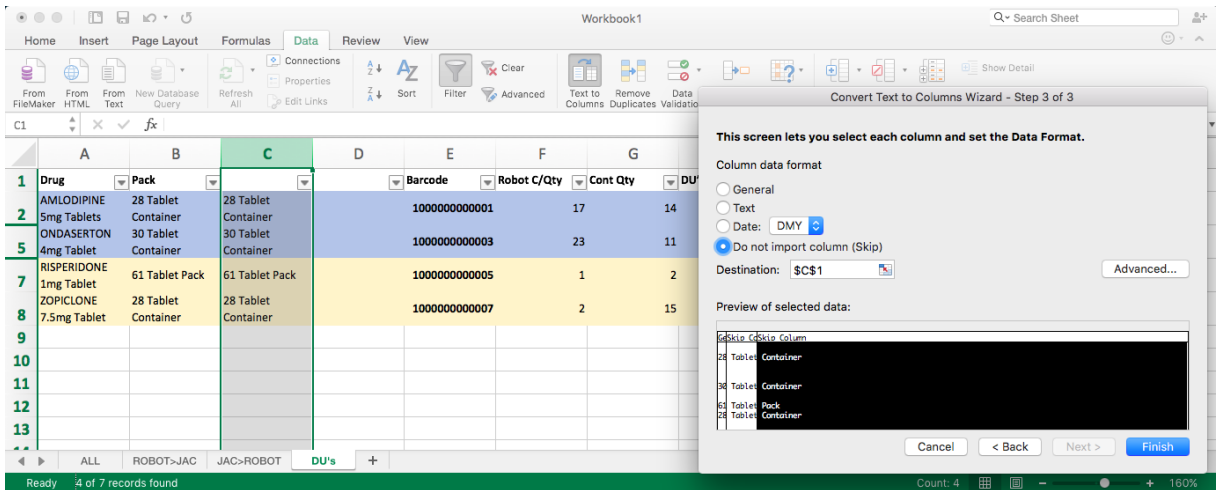 Workbook1
Search Sheet
Home Insert Page Layout Formulas Data Review View
From FileMaker
From HTML
From Text
New Database Query
Refresh All
Connections
Properties
Edit Links
Sort
Filter
Clear
Advanced
Text to Columns
Remove Duplicates
Data
Show Detail
C1
fx
A B C D E F G
1 Drug Pack Barcode Robot C/Qty Cont Qty
2 AMLODIPINE 5mg Tablets 28 Tablet Container 28 Tablet Container 1000000000001 17 14
5 ONDASERTON 4mg Tablet 30 Tablet Container 30 Tablet Container 1000000000003 23 11
7 RISPERIDONE 1mg Tablet 61 Tablet Pack 61 Tablet Pack 1000000000005 1 2
8 ZOPICLONE 7.5mg Tablet 28 Tablet Container 28 Tablet Container 1000000000007 2 15
9
10
11
12
13
ALL ROBOT>JAC JAC>ROBOT DU's +
Ready 4 of 7 records found Count: 4 160%
Convert Text to Columns Wizard - Step 3 of 3
This screen lets you select each column and set the Data Format.
Column data format
General
Text
Date: DMY
Do not import column (Skip)
Destination: $C$1
Advanced...
Preview of selected data:
Skip Column
28 Tablet Container
30 Tablet Container
61 Tablet Pack
28 Tablet Container
Cancel < Back Next > Finish